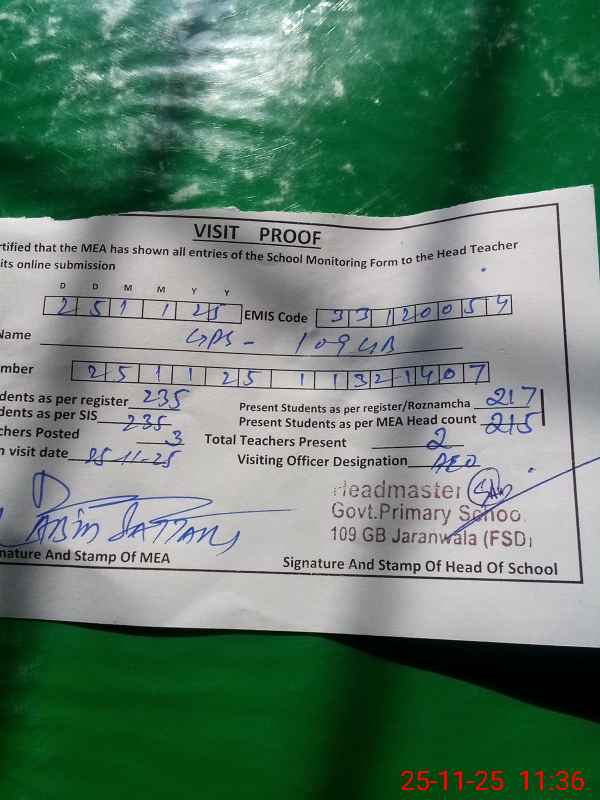 VISIT PROOF
rtified that the MEA has shown all entries of the School Monitoring Form to the Head Teacher
its online submission
D D M M Y Y
2 5 1 1 2 5 EMIS Code 3 3 1 2 0 0 5 4
Name GPS - 109 GB
mber 2 5 1 1 2 5 1 1 3 2 1 4 0 7
dents as per register 235 Present Students as per register/Roznamcha 217
dents as per SIS 235 Present Students as per MEA Head count 215
chers Posted 3 Total Teachers Present 2
n visit date 25-11-25 Visiting Officer Designation AEO
SATTAR
Headmaster
Govt.Primary Schoo
109 GB Jaranwala (FSD)
nature And Stamp Of MEA Signature And Stamp Of Head Of School
25-11-25 11:36